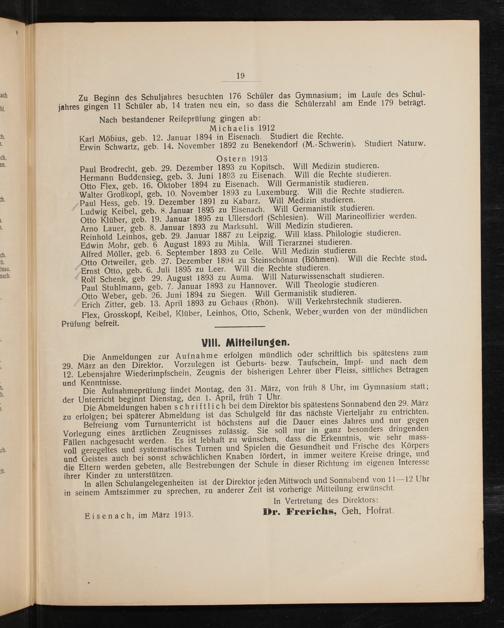 19
Zu Beginn des Schuljahres besuchten 176 Schüler das Gymnasium; im Laufe des Schul-
jahres gingen 11 Schüler ab, 14 traten neu ein, so dass die Schülerzahl am Ende 179 beträgt.
Nach bestandener Reifeprüfung gingen ab:
Michaelis 1912
Karl Möbius, geb. 12. Januar 1894 in Eisenach. Studiert die Rechte.
Erwin Schwartz, geb. 14. November 1892 zu Benekendorf (M.-Schwerin). Studiert Naturw.
Ostern 1913
Paul Brodrecht, geb. 29. Dezember 1893 zu Kopitsch. Will Medizin studieren.
Hermann Buddensieg, geb. 3. Juni 1893 zu Eisenach. Will die Rechte studieren.
Otto Flex, geb. 16. Oktober 1894 zu Eisenach. Will Germanistik studieren.
Walter Großkopf, geb. 10. November 1893 zu Luxemburg. Will die Rechte studieren.
Paul Hess, geb. 19. Dezember 1891 zu Kabarz. Will Medizin studieren.
Ludwig Keibel, geb. 8. Januar 1895 zu Eisenach. Will Germanistik studieren.
Otto Klüber, geb. 19. Januar 1895 zu Ullersdorf (Schlesien). Will Marineoffizier werden.
Arno Lauer, geb. 8. Januar 1893 zu Marksuhl. Will Medizin studieren.
Reinhold Leinhos, geb. 29. Januar 1887 zu Leipzig. Will klass. Philologie studieren.
Edwin Mohr, geb. 6 August 1893 zu Mihla. Will Tierarznei studieren.
Alfred Möller, geb. 6. September 1893 zu Celle. Will Medizin studieren.
Otto Ortweiler, geb. 27. Dezember 1894 zu Steinschönau (Böhmen). Will die Rechte stud.
Ernst Otto, geb. 6. Juli 1895 zu Leer. Will die Rechte studieren.
Rolf Schenk, geb. 29. August 1893 zu Auma. Will Naturwissenschaft studieren.
Paul Stuhlmann, geb. 7. Januar 1893 zu Hannover. Will Theologie studieren.
Otto Weber, geb. 26. Juni 1894 zu Siegen. Will Germanistik studieren.
Erich Zitter, geb. 13. April 1893 zu Gehaus (Rhön). Will Verkehrstechnik studieren.
Flex, Grosskopf, Keibel, Klüber, Leinhos, Otto, Schenk, Weber wurden von der mündlichen
Prüfung befreit.
VIII. Mitteilungen.
Die Anmeldungen zur Aufnahme erfolgen mündlich oder schriftlich bis spätestens zum
29. März an den Direktor. Vorzulegen ist Geburts- bezw. Taufschein, Impf- und nach dem
12. Lebensjahre Wiederimpfschein, Zeugnis der bisherigen Lehrer über Fleiss, sittliches Betragen
und Kenntnisse.
Die Aufnahmeprüfung findet Montag, den 31. März, von früh 8 Uhr, im Gymnasium statt;
der Unterricht beginnt Dienstag, den 1. April, früh 7 Uhr.
Die Abmeldungen haben schriftlich bei dem Direktor bis spätestens Sonnabend den 29. März
zu erfolgen; bei späterer Abmeldung ist das Schulgeld für das nächste Vierteljahr zu entrichten.
Befreiung vom Turnunterricht ist höchstens auf die Dauer eines Jahres und nur gegen
Vorlegung eines ärztlichen Zeugnisses zulässig. Sie soll nur in ganz besonders dringenden
Fällen nachgesucht werden. Es ist lebhaft zu wünschen, dass die Erkenntnis, wie sehr mass-
voll geregeltes und systematisches Turnen und Spielen die Gesundheit und Frische des Körpers
und Geistes auch bei sonst schwächlichen Knaben fördert, in immer weitere Kreise dringe, und
die Eltern werden gebeten, alle Bestrebungen der Schule in dieser Richtung im eigenen Interesse
ihrer Kinder zu unterstützen.
In allen Schulangelegenheiten ist der Direktor jeden Mittwoch und Sonnabend von 11—12 Uhr
in seinem Amtszimmer zu sprechen, zu anderer Zeit ist vorherige Mitteilung erwünscht.
In Vertretung des Direktors:
Dr. Frerichs, Geh. Hofrat.
Eisenach, im März 1913.